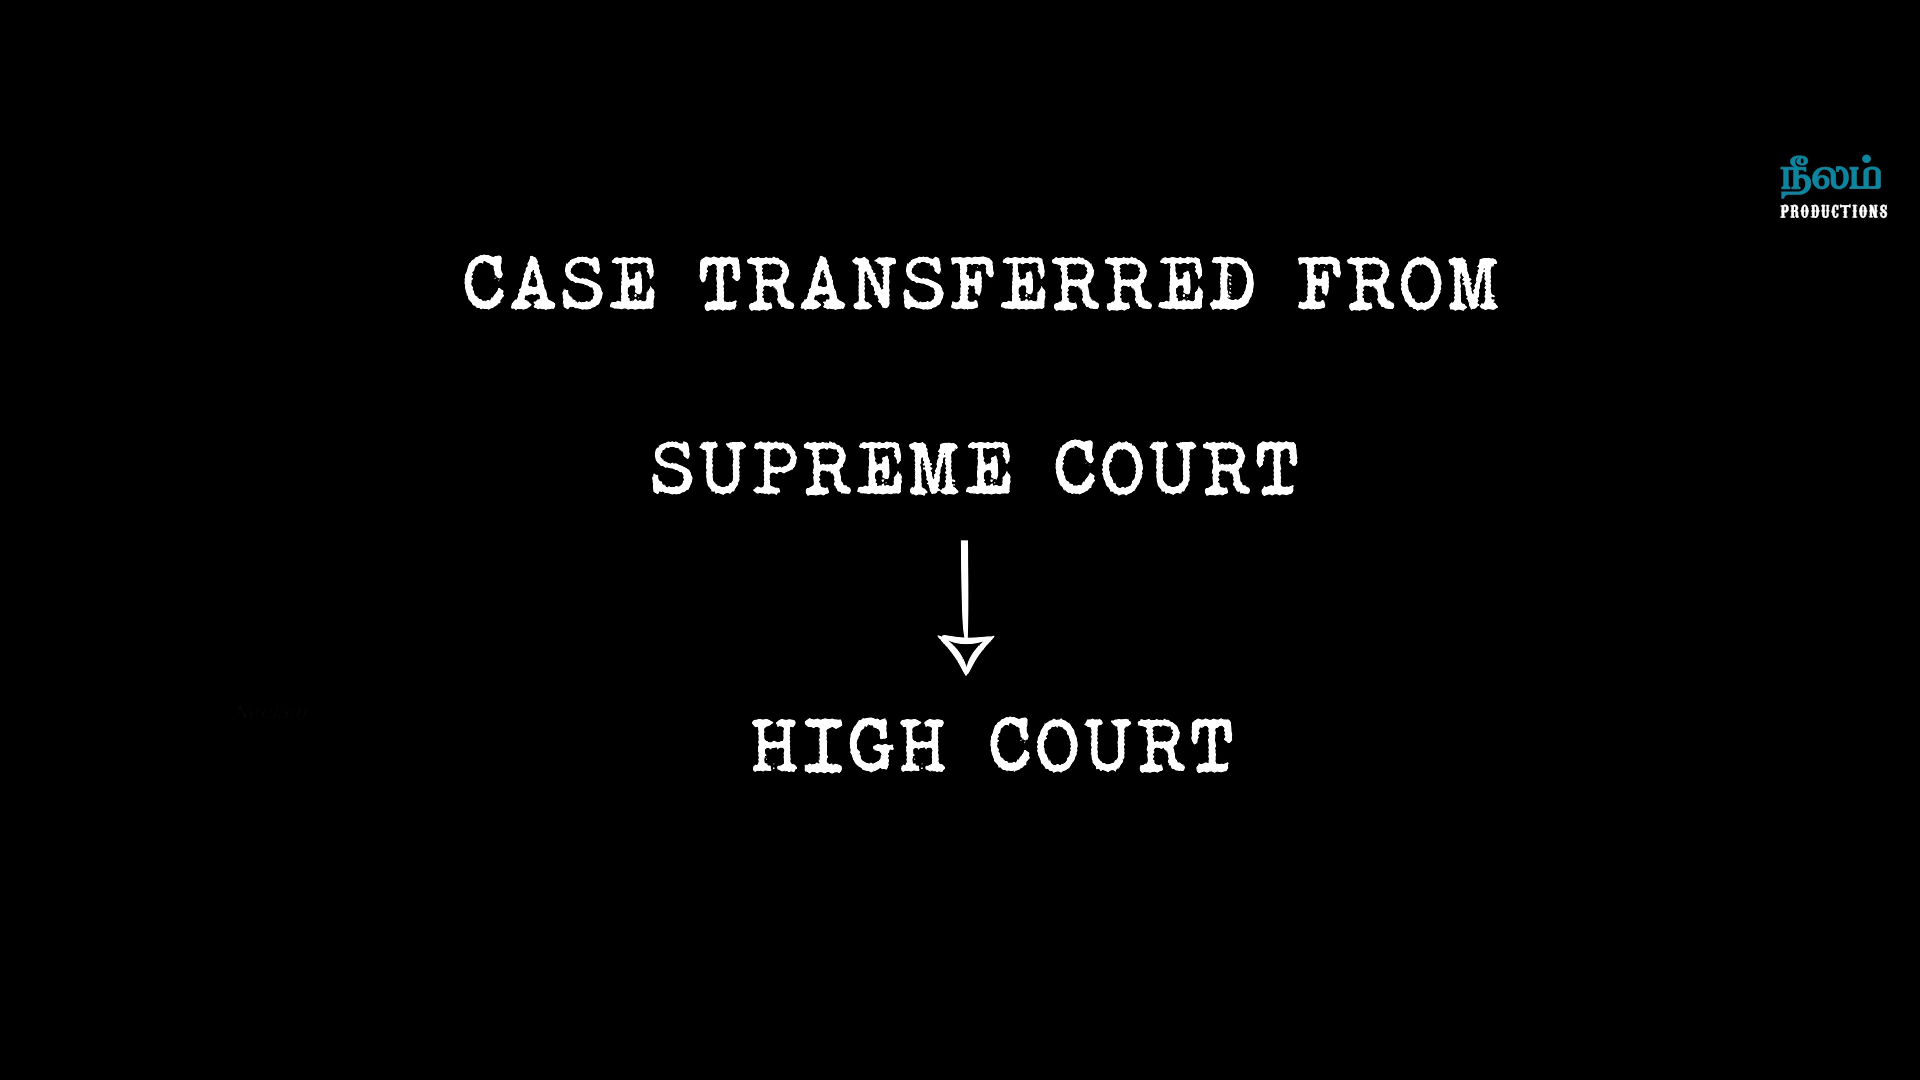 நீலம்
PRODUCTIONS
CASE TRANSFERRED FROM
SUPREME COURT
HIGH COURT